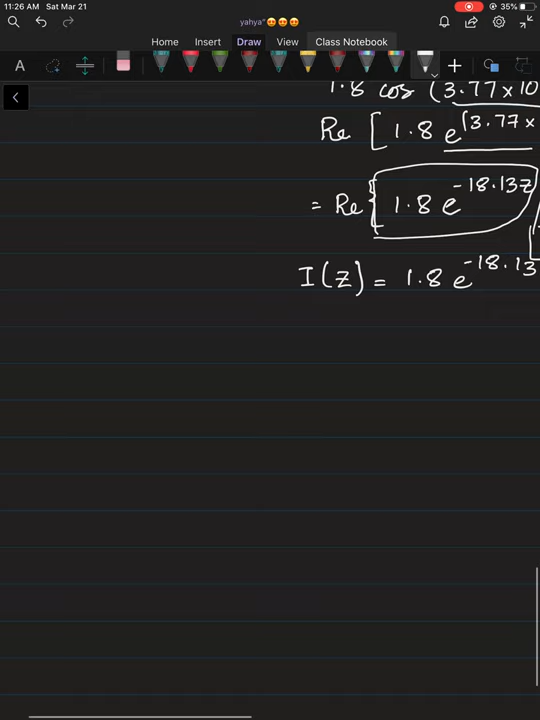 11:26 AM Sat Mar 21
35%
yahya"😍😍😍
Home Insert Draw View Class Notebook
A
1.8 cos (3.77×10
Re [ 1.8 e^(3.77×
= Re { 1.8 e^-18.13z
I(z) = 1.8 e^-18.13